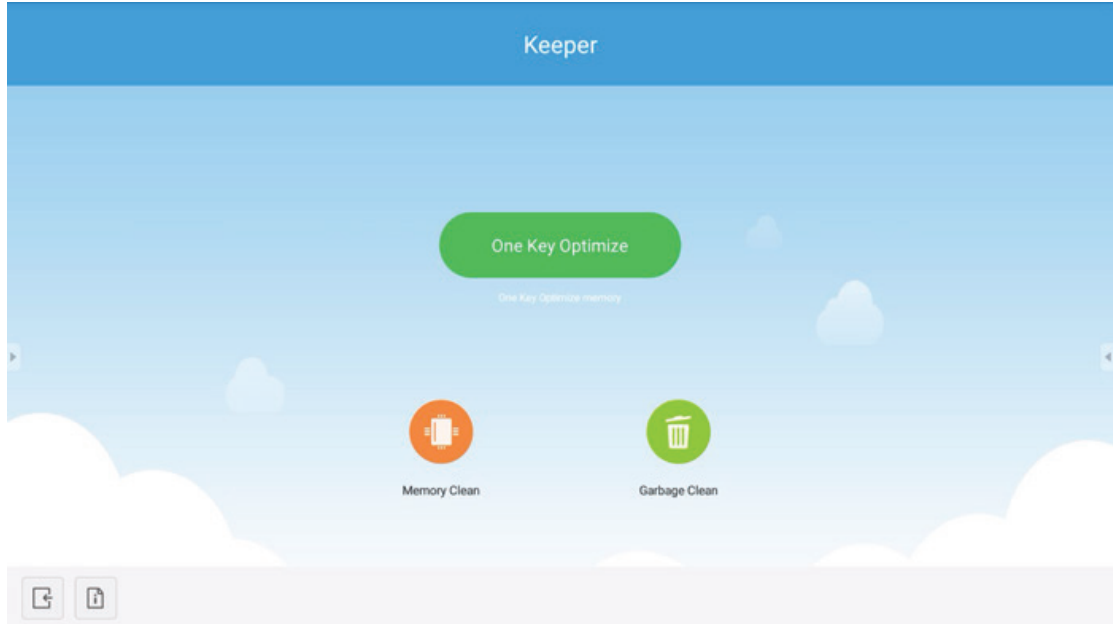 Keeper
One Key Optimize
One Key Optimize memory
Memory Clean
Garbage Clean